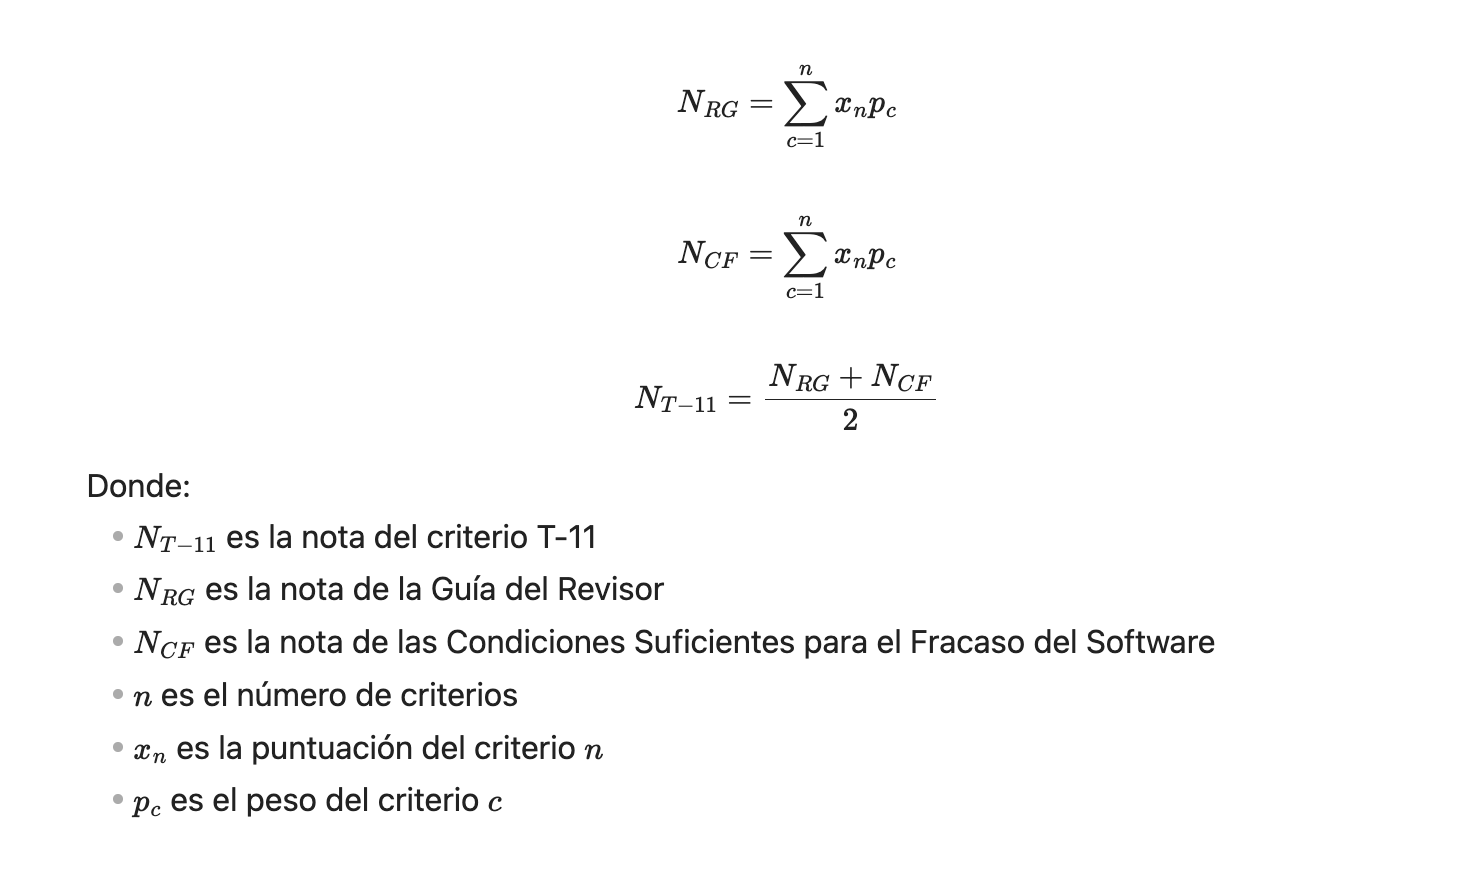 $N_{RG} = \sum_{c=1}^{n} x_n p_c$
$N_{CF} = \sum_{c=1}^{n} x_n p_c$
$N_{T-11} = \frac{N_{RG} + N_{CF}}{2}$
Donde:
• $N_{T-11}$ es la nota del criterio T-11
• $N_{RG}$ es la nota de la Guía del Revisor
• $N_{CF}$ es la nota de las Condiciones Suficientes para el Fracaso del Software
• $n$ es el número de criterios
• $x_n$ es la puntuación del criterio $n$
• $p_c$ es el peso del criterio $c$